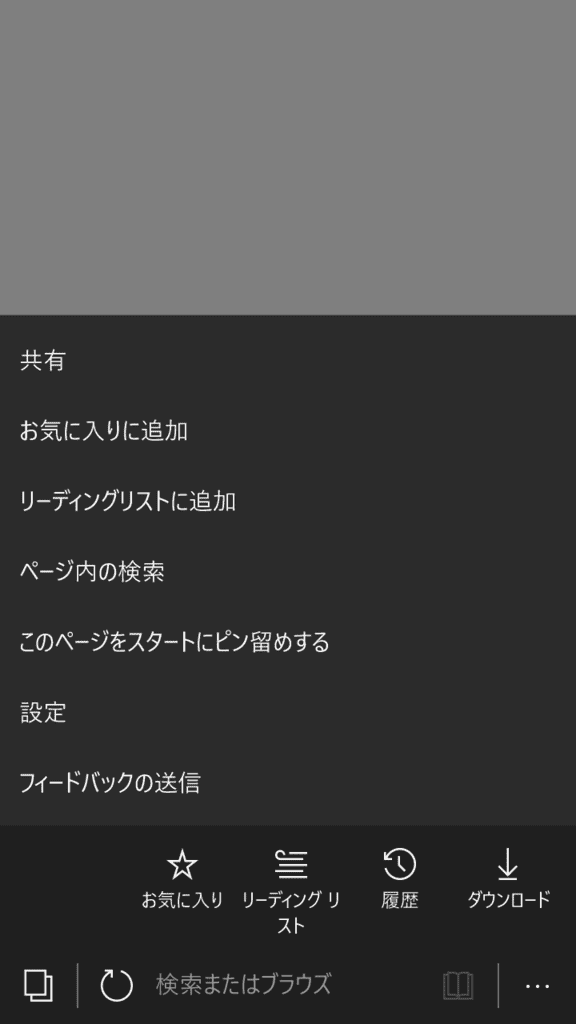 共有
お気に入りに追加
リーディングリストに追加
ページ内の検索
このページをスタートにピン留めする
設定
フィードバックの送信
お気に入り
リーディング リ
スト
履歴
ダウンロード
検索またはブラウズ